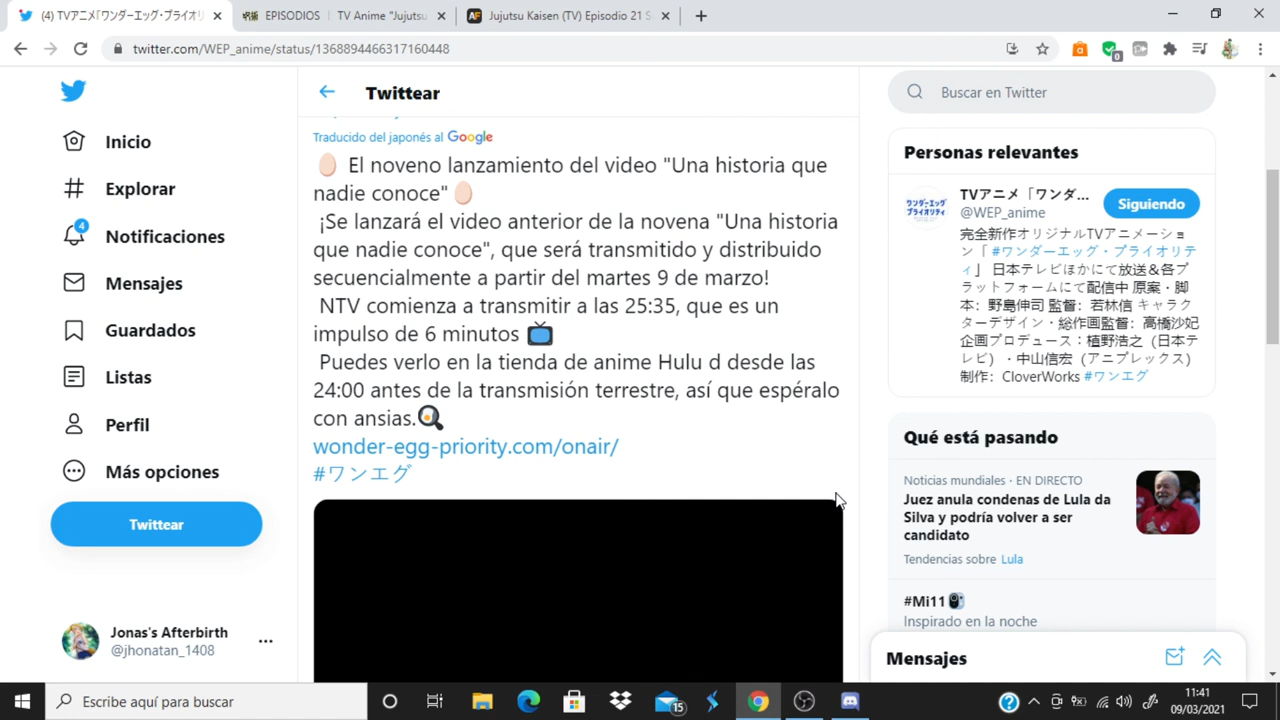 (4) TVアニメ「ワンダーエッグ・プライオリ
EPISODIOS | TV Anime "Jujutsu
Jujutsu Kaisen (TV) Episodio 21 S
twitter.com/WEP_anime/status/1368894466317160448
Inicio
Explorar
4
Notificaciones
Mensajes
Guardados
Listas
Perfil
Más opciones
Twittear
Jonas's Afterbirth
@jhonatan_1408
Twittear
Traducido del japonés al Google
El noveno lanzamiento del video "Una historia que
nadie conoce"
¡Se lanzará el video anterior de la novena "Una historia
que nadie conoce", que será transmitido y distribuido
secuencialmente a partir del martes 9 de marzo!
NTV comienza a transmitir a las 25:35, que es un
impulso de 6 minutos
Puedes verlo en la tienda de anime Hulu d desde las
24:00 antes de la transmisión terrestre, así que espéralo
con ansias.
wonder-egg-priority.com/onair/
#ワンエグ
Buscar en Twitter
Personas relevantes
TVアニメ「ワンダ...
@WEP_anime
Siguiendo
ワンダーエッグ
プライオリティ
完全新作オリジナルTVアニメーショ
ン「 #ワンダーエッグ・プライオリテ
ィ」 日本テレビほかにて放送＆各プ
ラットフォームにて配信中 原案・脚
本：野島伸司 監督：若林信 キャラク
ターデザイン・総作画監督：高橋沙妃
企画プロデュース：植野浩之（日本テ
レビ）・中山信宏（アニプレックス）
制作：CloverWorks #ワンエグ
Qué está pasando
Noticias mundiales · EN DIRECTO
Juez anula condenas de Lula da
Silva y podría volver a ser
candidato
Tendencias sobre Lula
#Mi11
Inspirado en la noche
Mensajes
Escribe aquí para buscar
15
11:41
09/03/2021